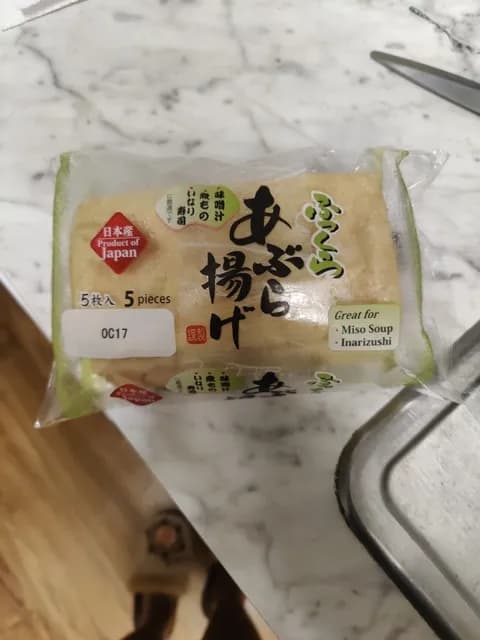 ふっくら
あぶら
揚げ
・味噌汁
・煮もの
・いなり
寿司
日本産
Product of
Japan
5枚入 5 pieces
0C17
Great for
・Miso Soup
・Inarizushi